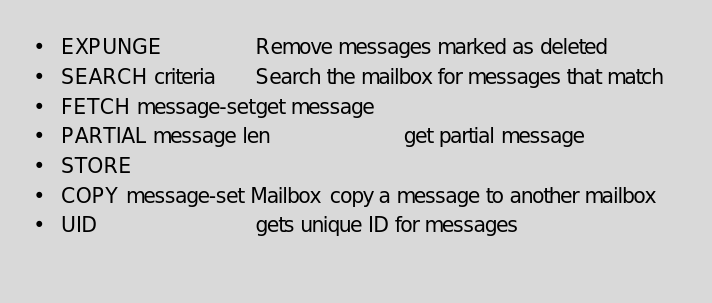 • EXPUNGE Remove messages marked as deleted
• SEARCH criteria Search the mailbox for messages that match
• FETCH message-setget message
• PARTIAL message len get partial message
• STORE
• COPY message-set Mailbox copy a message to another mailbox
• UID gets unique ID for messages